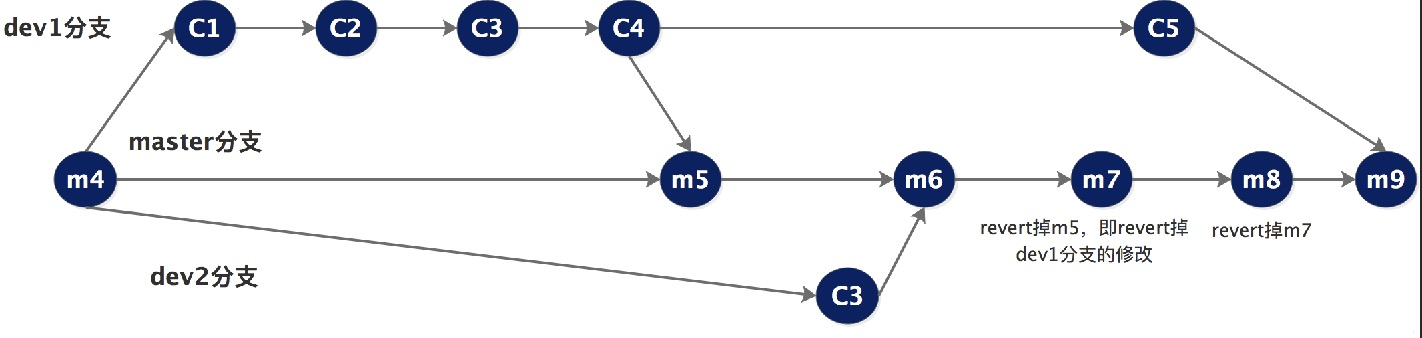 dev1分支
C1
C2
C3
C4
C5
master分支
m4
m5
m6
m7
m8
m9
revert掉m5，即revert掉
dev1分支的修改
revert掉m7
dev2分支
C3